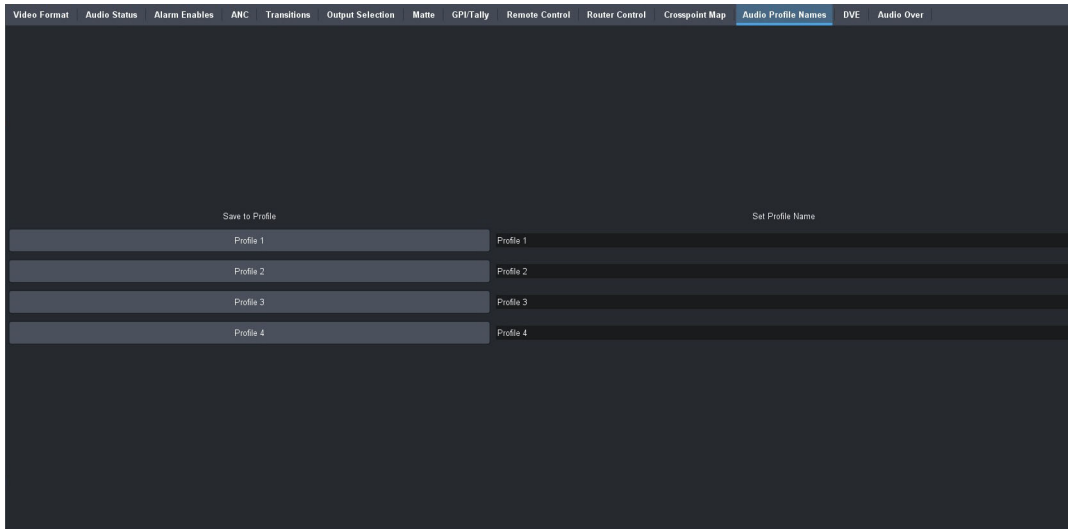 Video Format Audio Status Alarm Enables ANC Transitions Output Selection Matte GPI/Tally Remote Control Router Control Crosspoint Map Audio Profile Names DVE Audio Over
Save to Profile Set Profile Name
Profile 1 Profile 1
Profile 2 Profile 2
Profile 3 Profile 3
Profile 4 Profile 4